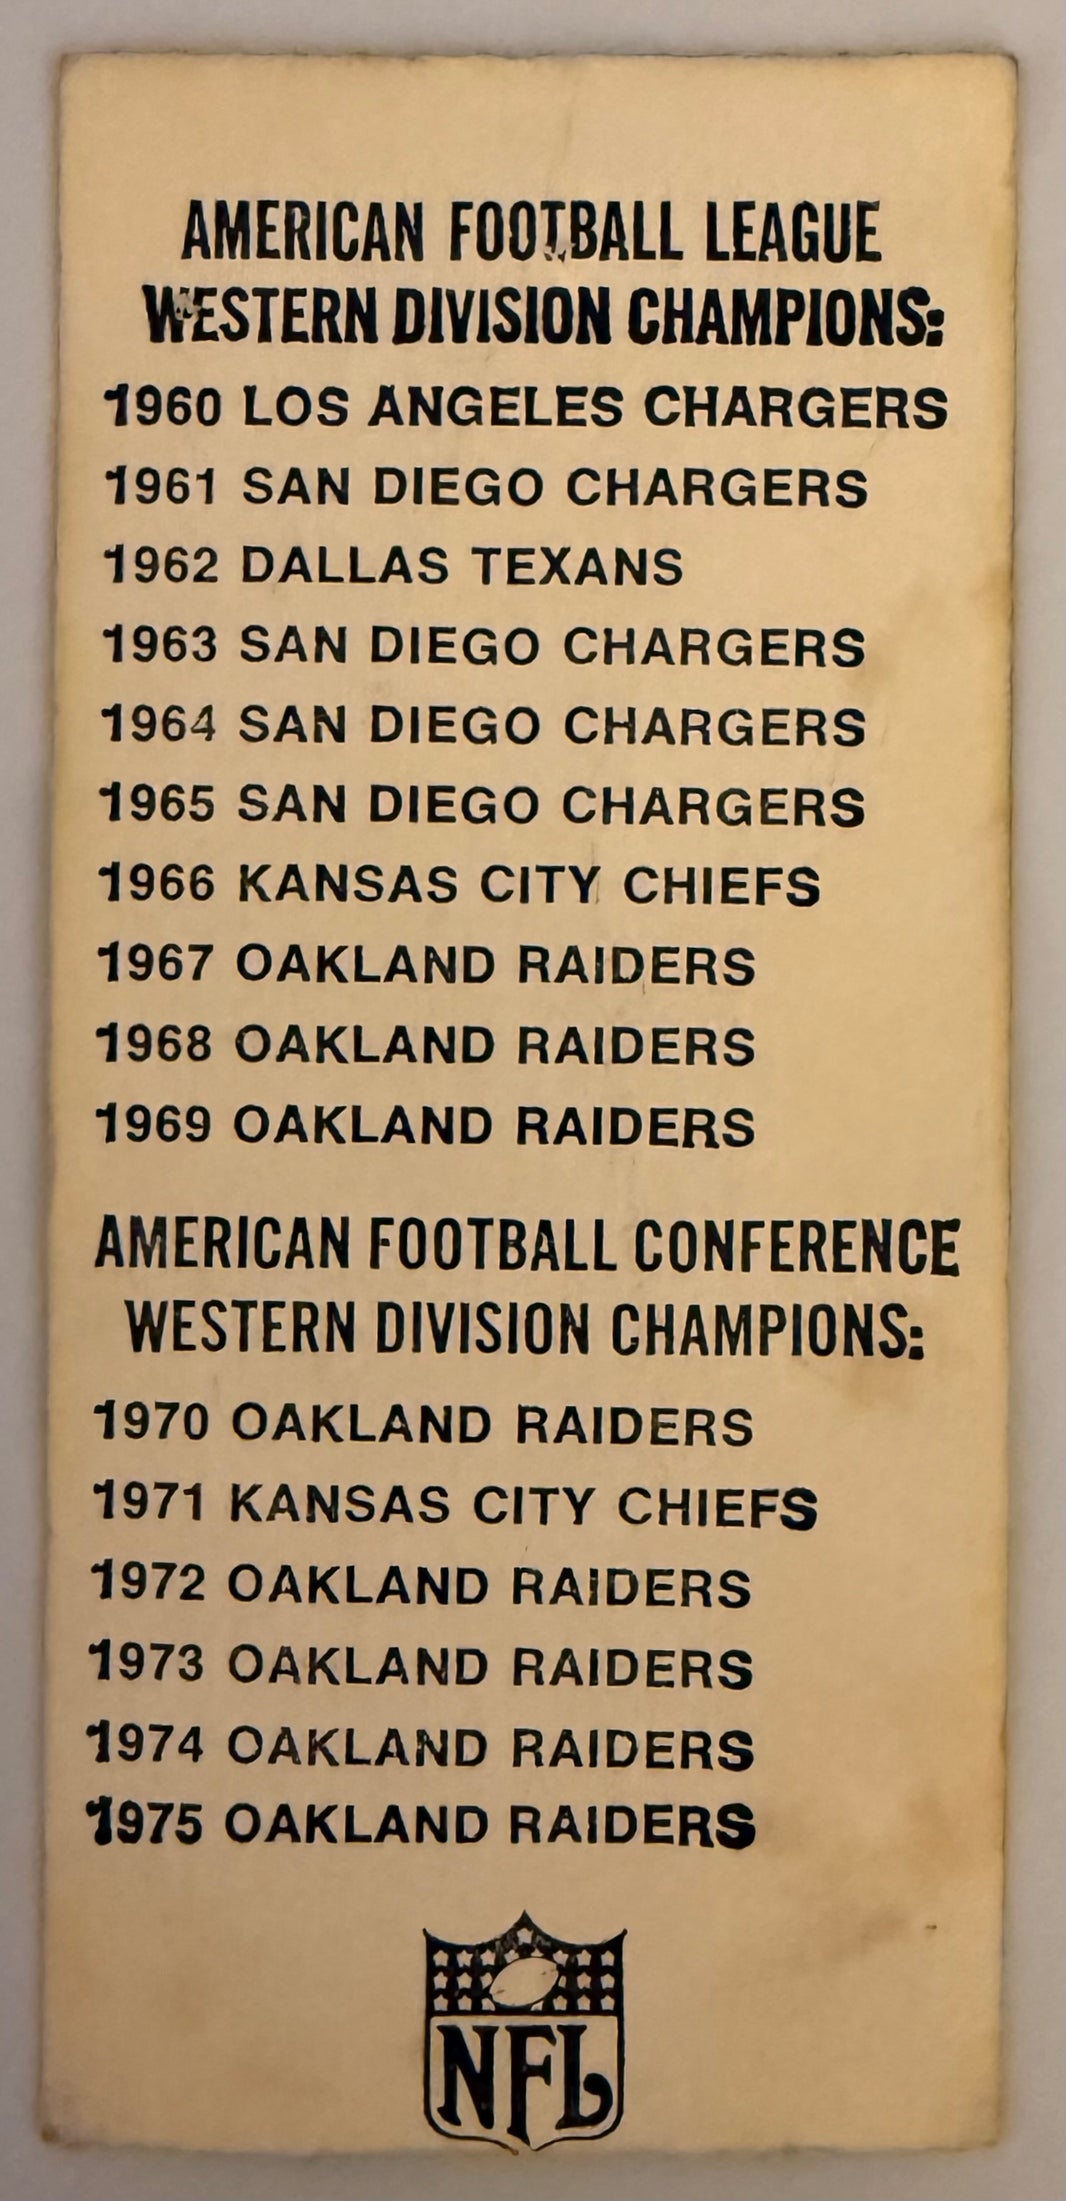 AMERICAN FOOTBALL LEAGUE
WESTERN DIVISION CHAMPIONS:
1960 LOS ANGELES CHARGERS
1961 SAN DIEGO CHARGERS
1962 DALLAS TEXANS
1963 SAN DIEGO CHARGERS
1964 SAN DIEGO CHARGERS
1965 SAN DIEGO CHARGERS
1966 KANSAS CITY CHIEFS
1967 OAKLAND RAIDERS
1968 OAKLAND RAIDERS
1969 OAKLAND RAIDERS
AMERICAN FOOTBALL CONFERENCE
WESTERN DIVISION CHAMPIONS:
1970 OAKLAND RAIDERS
1971 KANSAS CITY CHIEFS
1972 OAKLAND RAIDERS
1973 OAKLAND RAIDERS
1974 OAKLAND RAIDERS
1975 OAKLAND RAIDERS
NFL